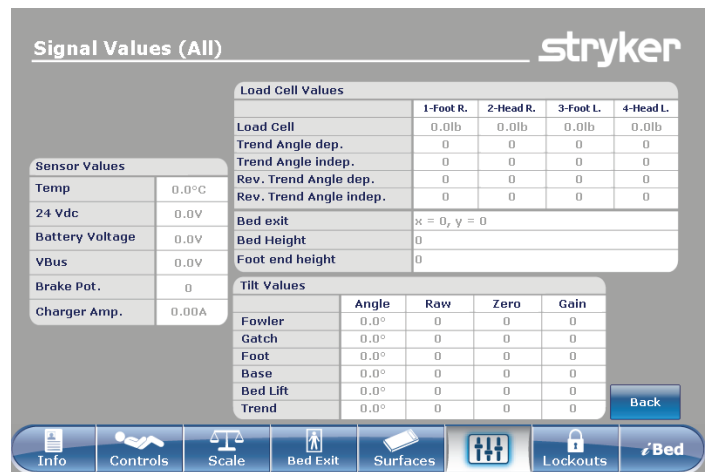 Signal Values (All)
stryker
Load Cell Values
1-Foot R. 2-Head R. 3-Foot L. 4-Head L.
Load Cell 0.0lb 0.0lb 0.0lb 0.0lb
Trend Angle dep. 0 0 0 0
Trend Angle indep. 0 0 0 0
Rev. Trend Angle dep. 0 0 0 0
Rev. Trend Angle indep. 0 0 0 0
Bed exit x = 0, y = 0
Bed Height 0
Foot end height 0
Sensor Values
Temp 0.0°C
24 Vdc 0.0V
Battery Voltage 0.0V
VBus 0.0V
Brake Pot. 0
Charger Amp. 0.00A
Tilt Values
Angle Raw Zero Gain
Fowler 0.0° 0 0 0
Gatch 0.0° 0 0 0
Foot 0.0° 0 0 0
Base 0.0° 0 0 0
Bed Lift 0.0° 0 0 0
Trend 0.0° 0 0 0
Back
Info Controls Scale Bed Exit Surfaces Lockouts iBed